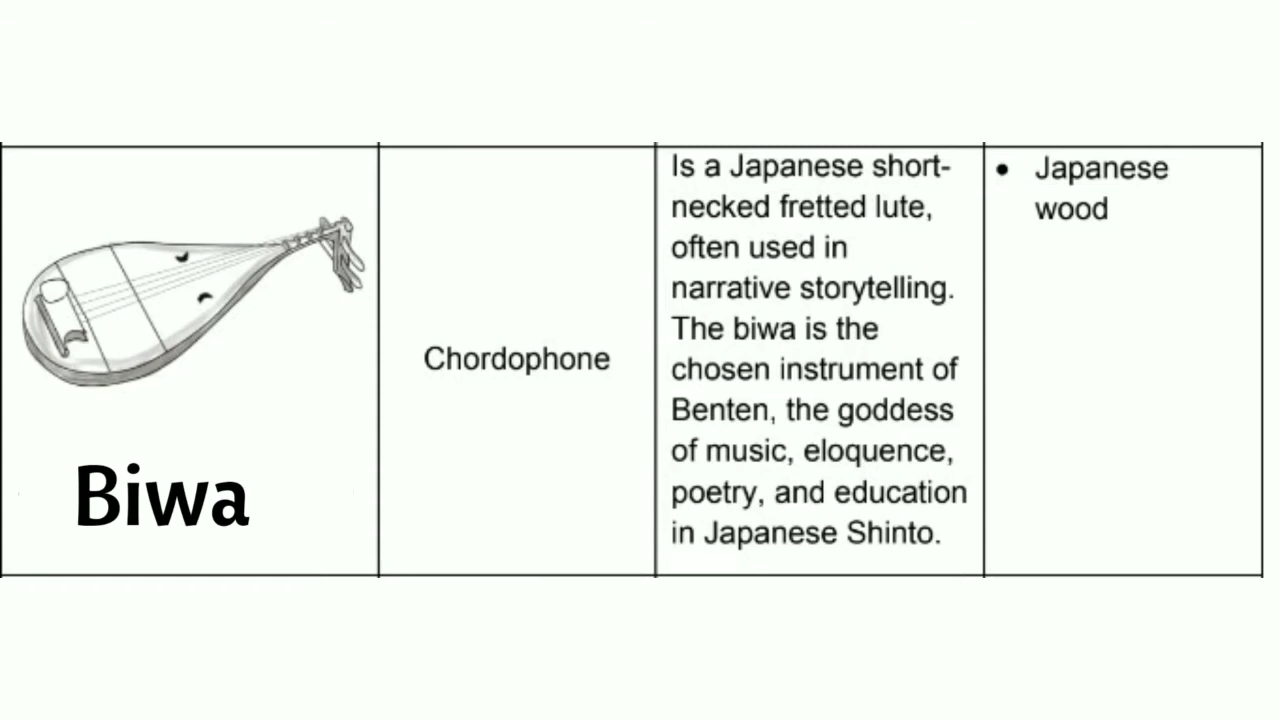 Biwa
Chordophone
Is a Japanese short-
necked fretted lute,
often used in
narrative storytelling.
The biwa is the
chosen instrument of
Benten, the goddess
of music, eloquence,
poetry, and education
in Japanese Shinto.
• Japanese
wood